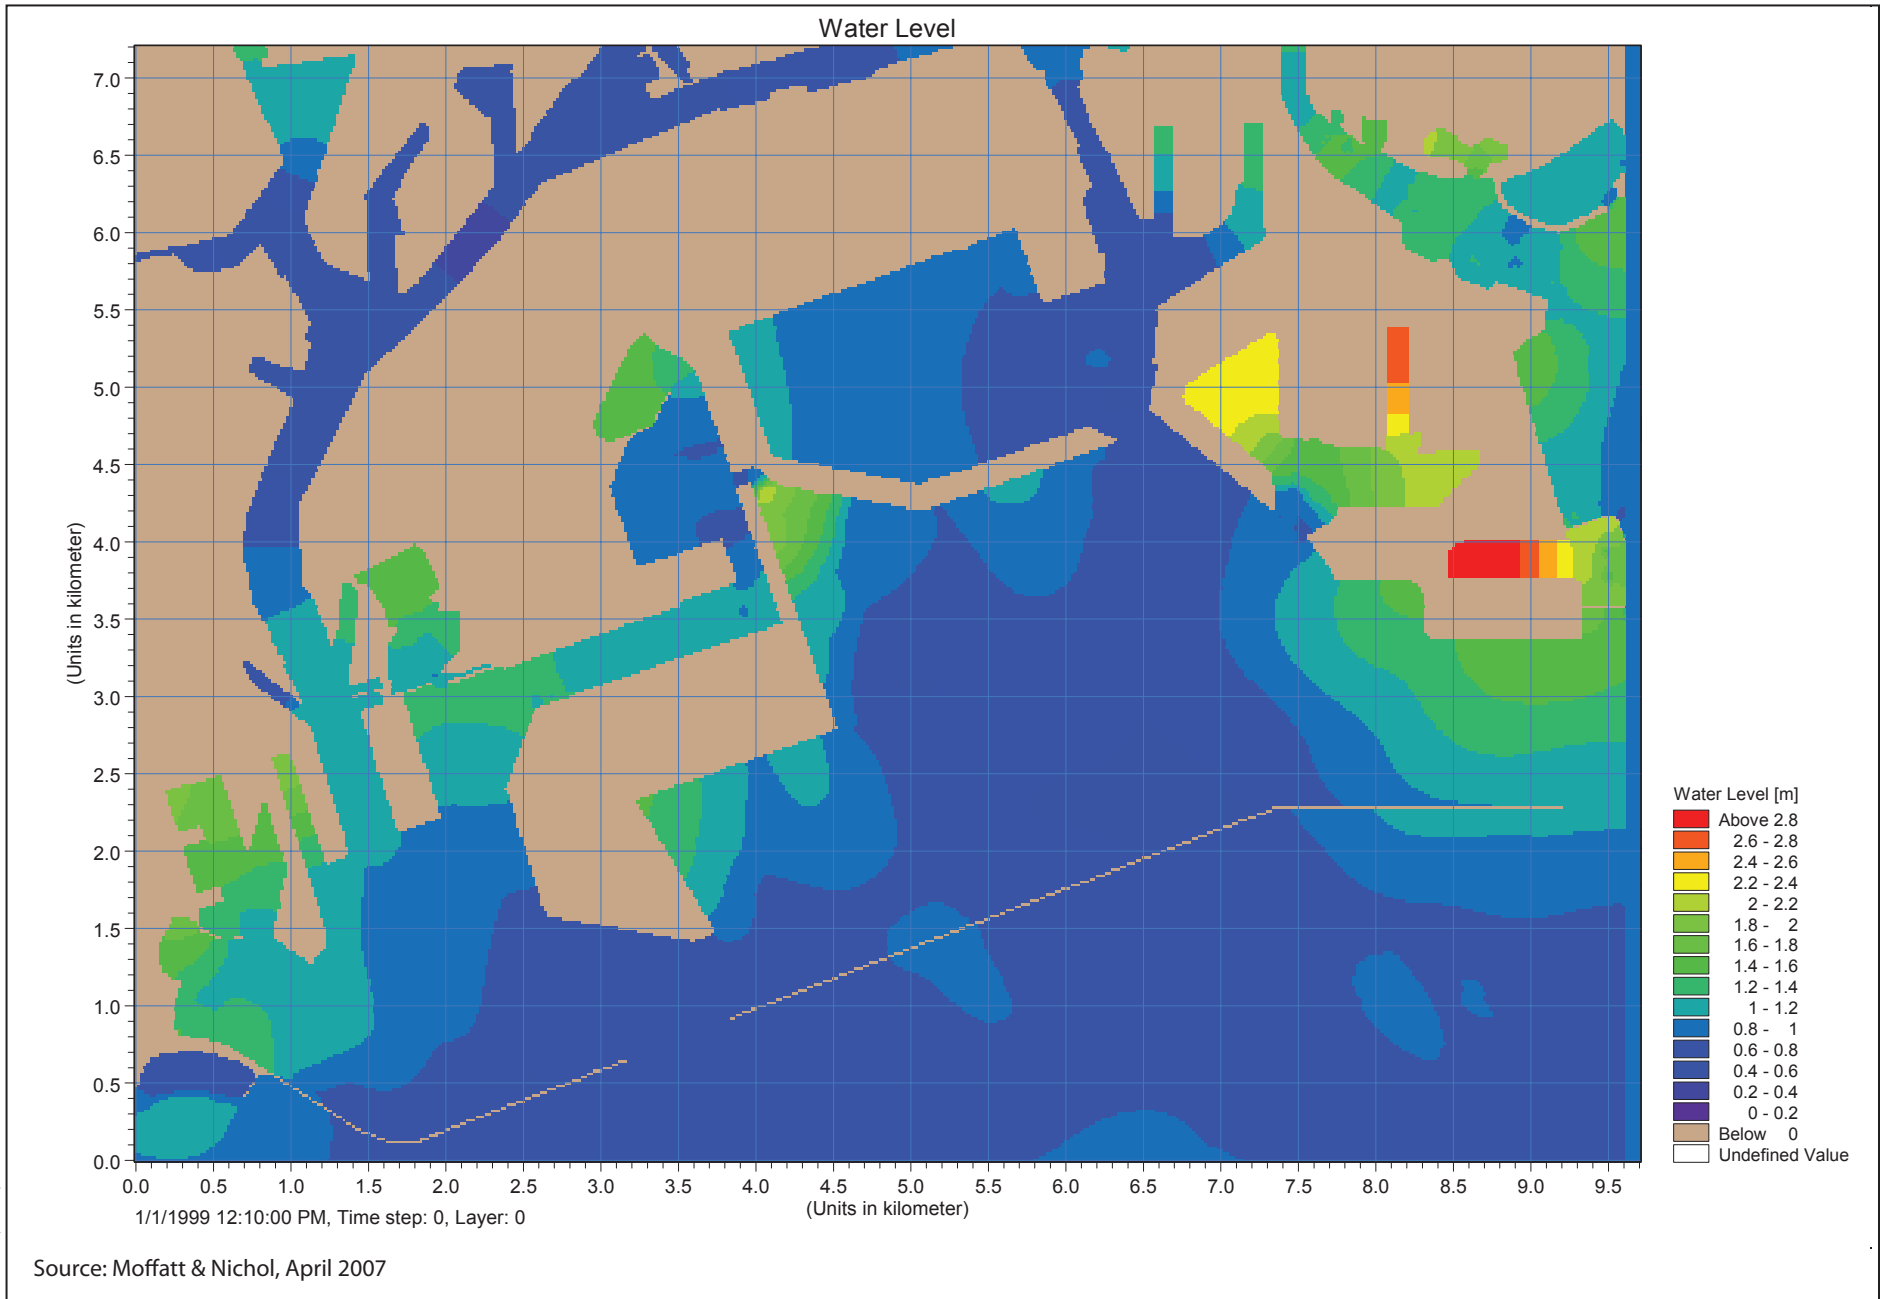 Water Level
7.0
6.5
6.0
5.5
5.0
4.5
4.0
3.5
3.0
2.5
2.0
1.5
1.0
0.5
0.0
(Units in kilometer)
0.0 0.5 1.0 1.5 2.0 2.5 3.0 3.5 4.0 4.5 5.0 5.5 6.0 6.5 7.0 7.5 8.0 8.5 9.0 9.5
(Units in kilometer)
1/1/1999 12:10:00 PM, Time step: 0, Layer: 0
Water Level [m]
Above 2.8
2.6 - 2.8
2.4 - 2.6
2.2 - 2.4
2 - 2.2
1.8 - 2
1.6 - 1.8
1.4 - 1.6
1.2 - 1.4
1 - 1.2
0.8 - 1
0.6 - 0.8
0.4 - 0.6
0.2 - 0.4
0 - 0.2
Below 0
Undefined Value
Source: Moffatt & Nichol, April 2007